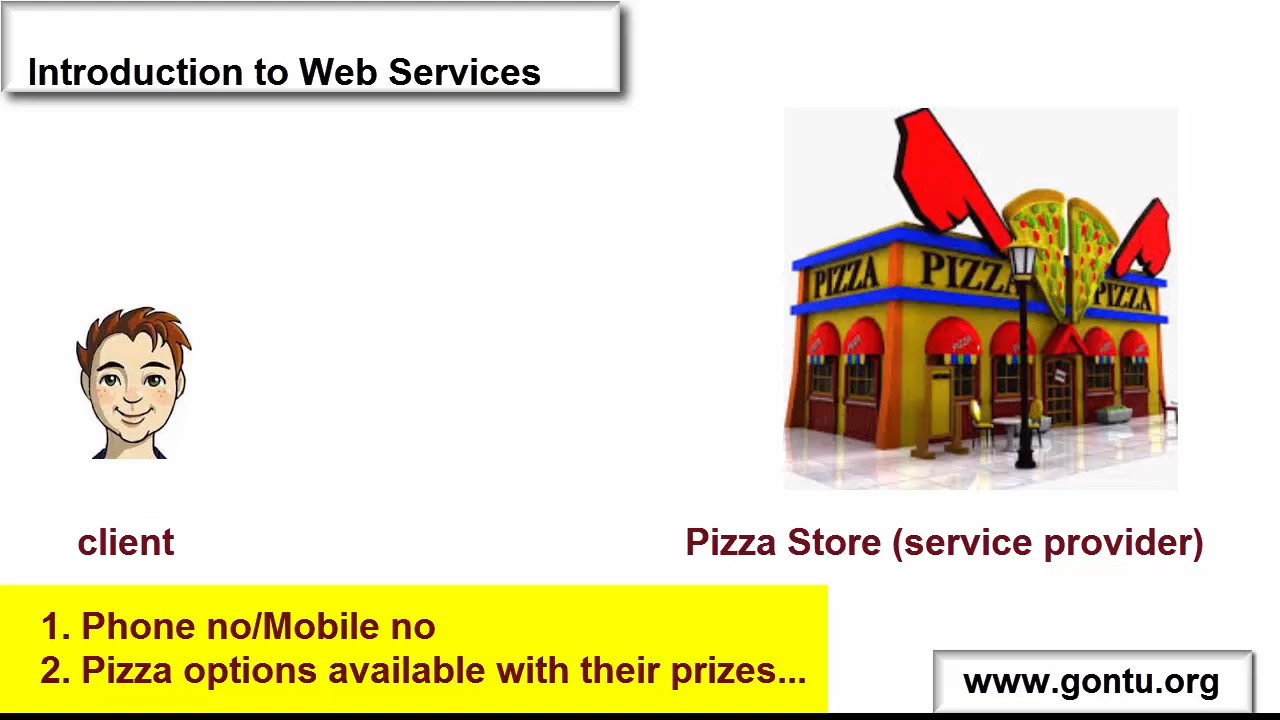 Introduction to Web Services
PIZZA
PIZZA
PIZZA
PIZZA
client
Pizza Store (service provider)
1. Phone no/Mobile no
2. Pizza options available with their prizes...
www.gontu.org